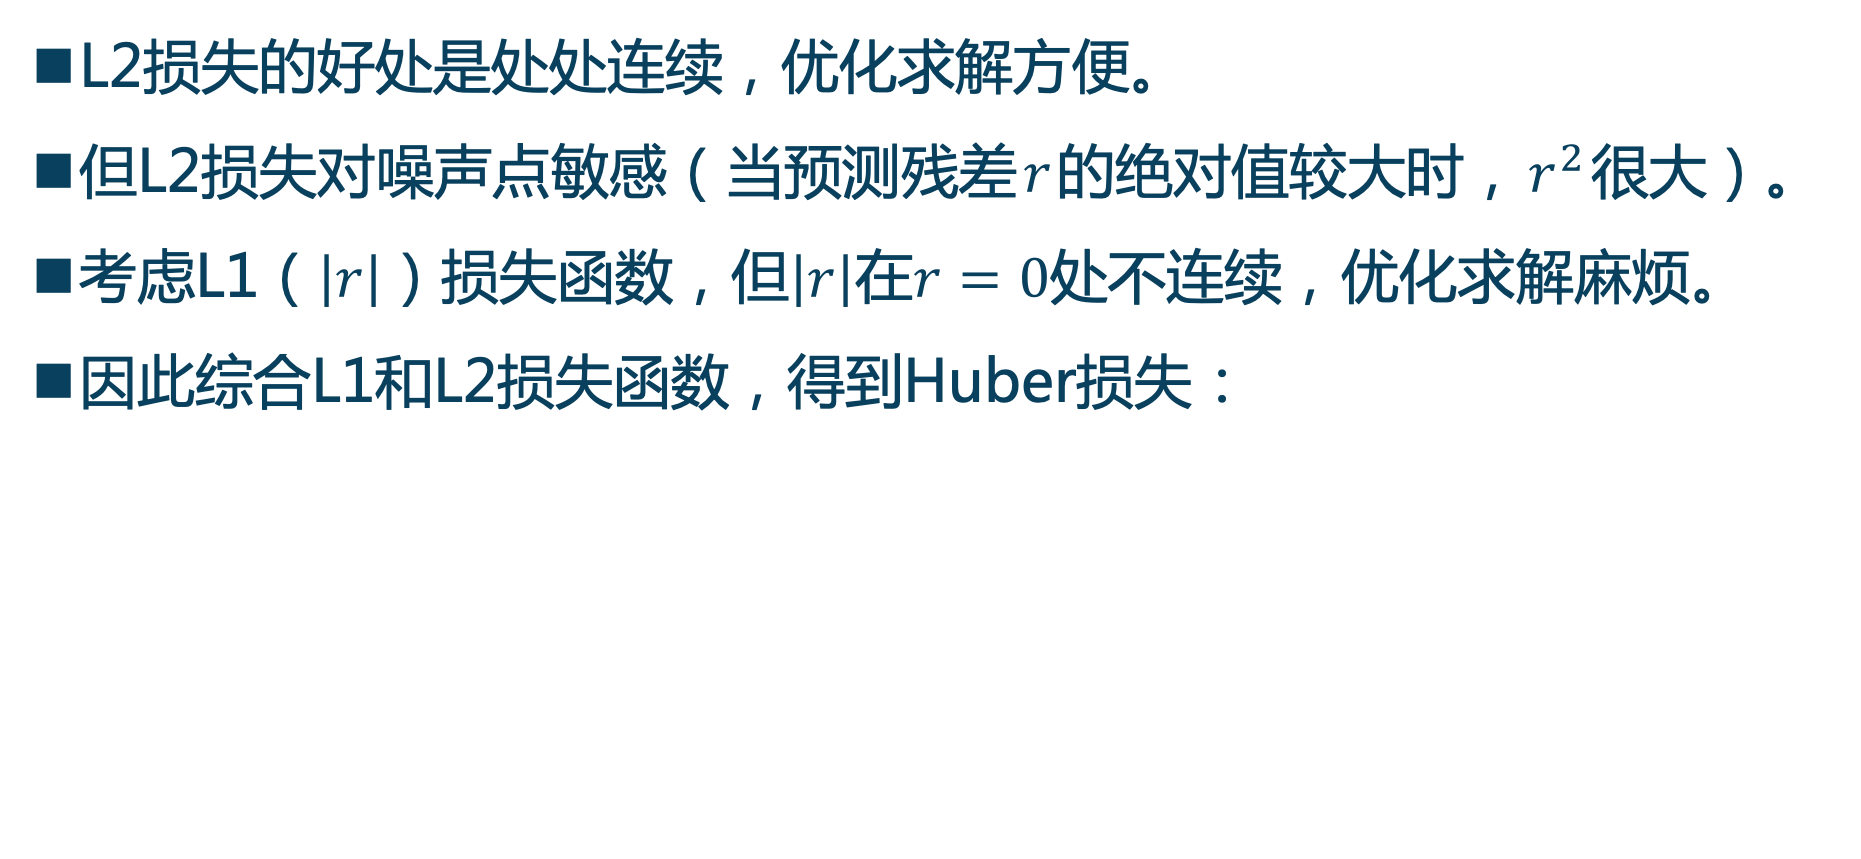 ■L2损失的好处是处处连续，优化求解方便。
■但L2损失对噪声点敏感（当预测残差r的绝对值较大时，r²很大）。
■考虑L1（|r|）损失函数，但|r|在r = 0处不连续，优化求解麻烦。
■因此综合L1和L2损失函数，得到Huber损失：